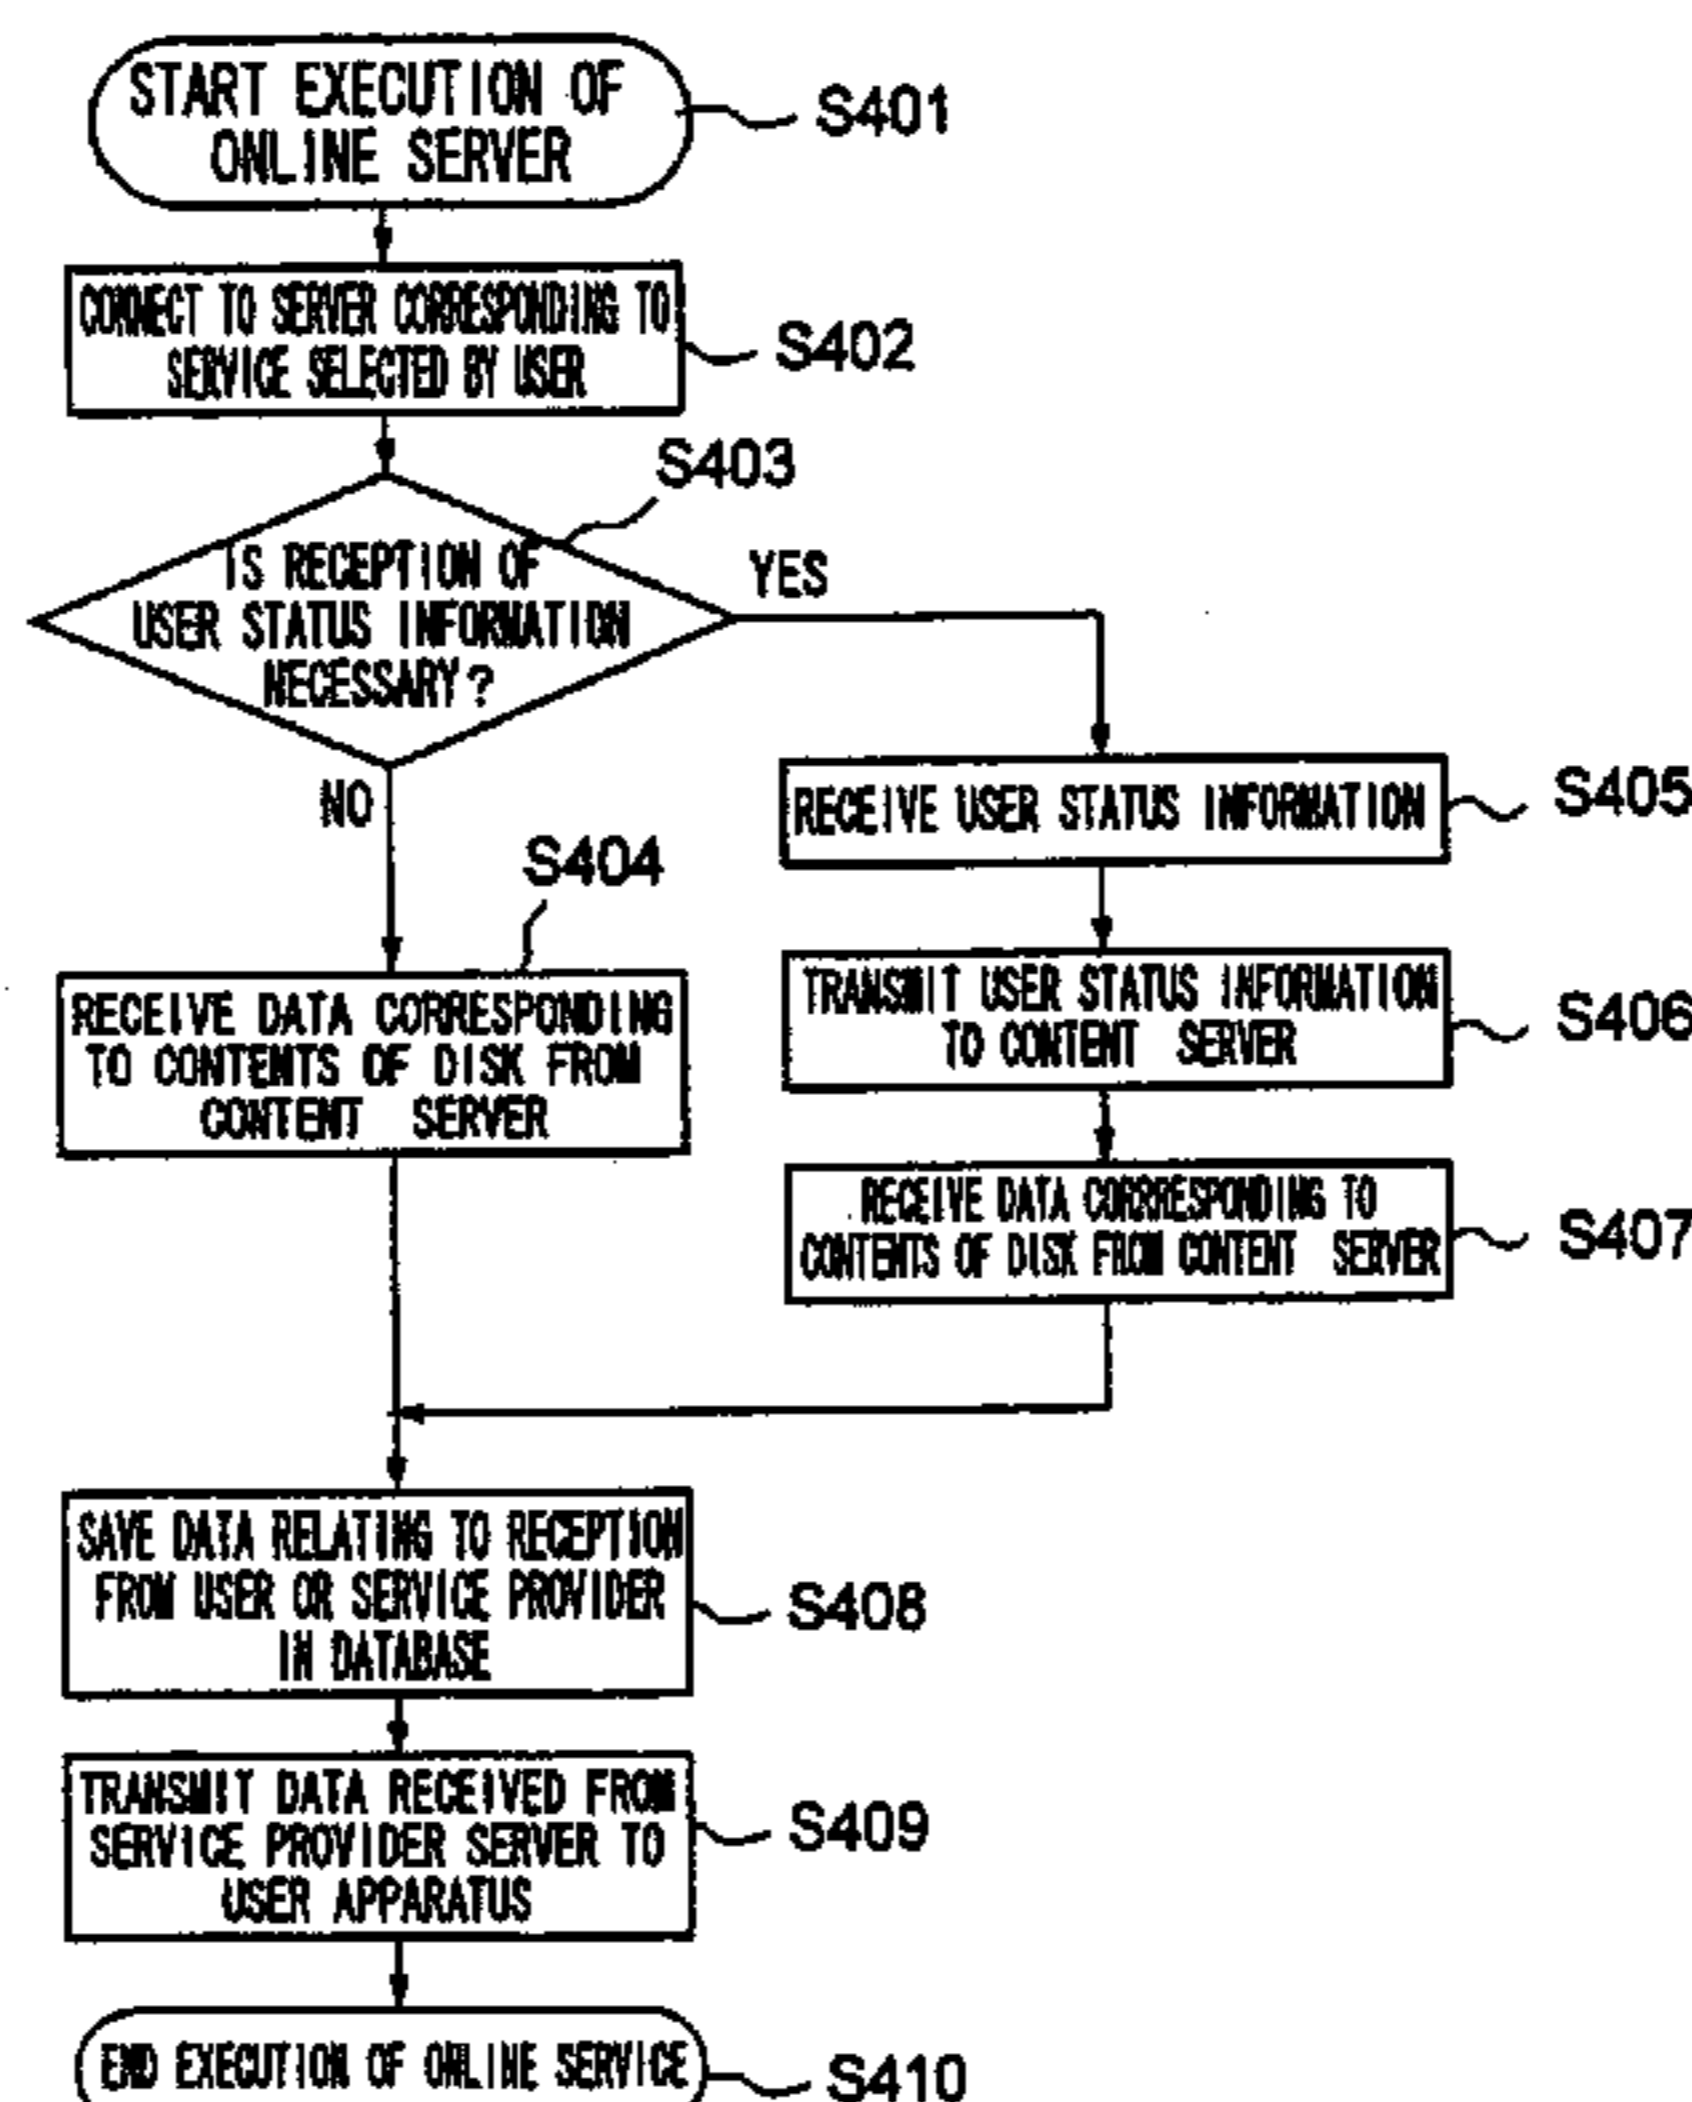 START EXECUTION OF
ONLINE SERVER
S401
CONNECT TO SERVER CORRESPONDING TO
SERVICE SELECTED BY USER
S402
S403
IS RECEPTION OF
USER STATUS INFORMATION
NECESSARY?
YES
NO
S404
RECEIVE DATA CORRESPONDING
TO CONTENTS OF DISK FROM
CONTENT SERVER
RECEIVE USER STATUS INFORMATION
S405
TRANSMIT USER STATUS INFORMATION
TO CONTENT SERVER
S406
RECEIVE DATA CORRRESPONDING TO
CONTENTS OF DISK FROM CONTENT SERVER
S407
SAVE DATA RELATING TO RECEPTION
FROM USER OR SERVICE PROVIDER
IN DATABASE
S408
TRANSMIT DATA RECEIVED FROM
SERVICE PROVIDER SERVER TO
USER APPARATUS
S409
END EXECUTION OF ONLINE SERVICE
S410